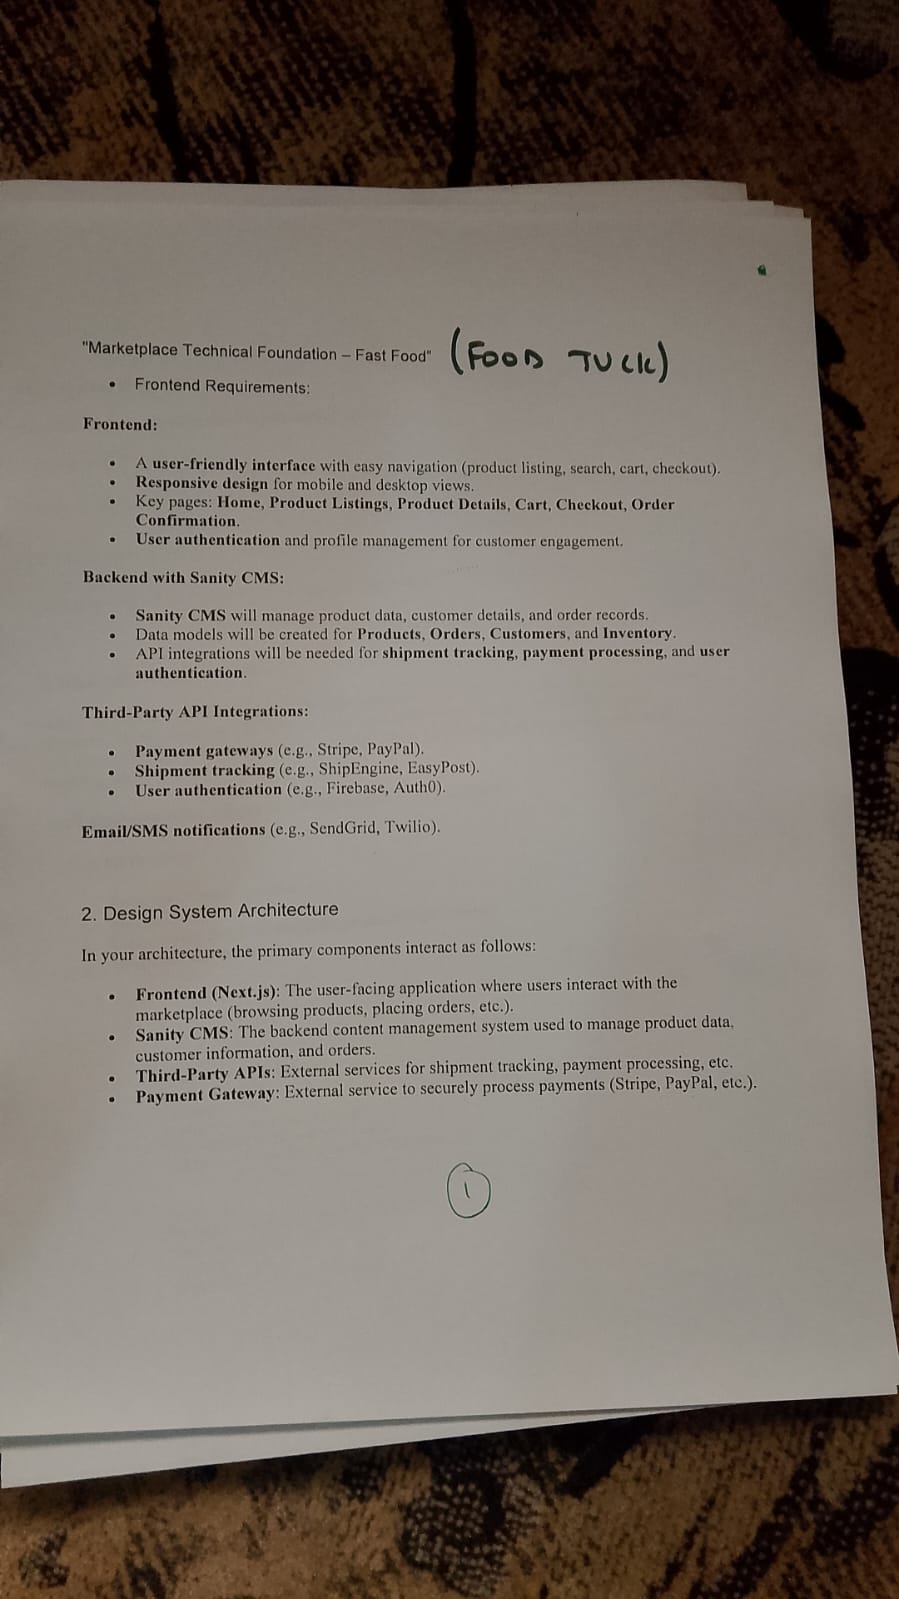 "Marketplace Technical Foundation – Fast Food" (FOOD TUCK)
• Frontend Requirements:
Frontend:
• A user-friendly interface with easy navigation (product listing, search, cart, checkout).
• Responsive design for mobile and desktop views.
• Key pages: Home, Product Listings, Product Details, Cart, Checkout, Order
Confirmation.
• User authentication and profile management for customer engagement.
Backend with Sanity CMS:
• Sanity CMS will manage product data, customer details, and order records.
• Data models will be created for Products, Orders, Customers, and Inventory.
• API integrations will be needed for shipment tracking, payment processing, and user
authentication.
Third-Party API Integrations:
• Payment gateways (e.g., Stripe, PayPal).
• Shipment tracking (e.g., ShipEngine, EasyPost).
• User authentication (e.g., Firebase, Auth0).
Email/SMS notifications (e.g., SendGrid, Twilio).
2. Design System Architecture
In your architecture, the primary components interact as follows:
• Frontend (Next.js): The user-facing application where users interact with the
marketplace (browsing products, placing orders, etc.).
• Sanity CMS: The backend content management system used to manage product data,
customer information, and orders.
• Third-Party APIs: External services for shipment tracking, payment processing, etc.
• Payment Gateway: External service to securely process payments (Stripe, PayPal, etc.).
1